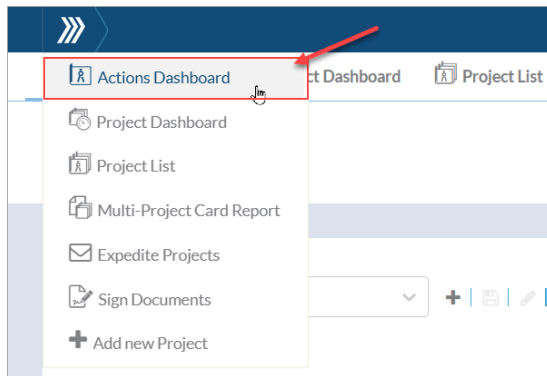 Actions Dashboard
ct Dashboard
Project List
Project Dashboard
Project List
Multi-Project Card Report
Expedite Projects
Sign Documents
Add new Project